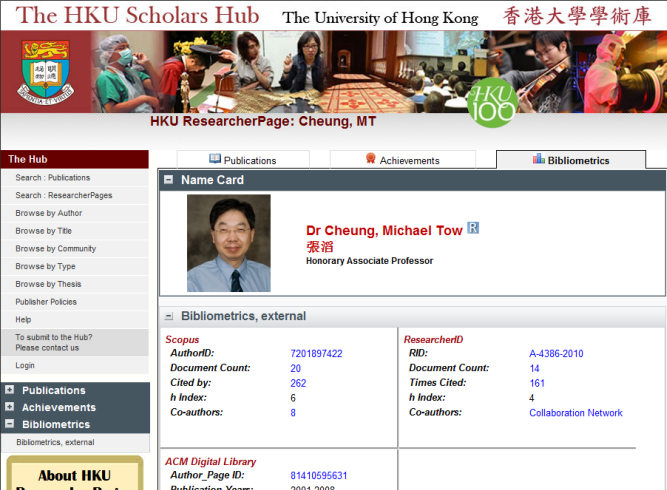 The HKU Scholars Hub The University of Hong Kong 香港大學學術庫
HKU 100
HKU ResearcherPage: Cheung, MT
The Hub
Search : Publications
Search : ResearcherPages
Browse by Author
Browse by Title
Browse by Community
Browse by Type
Browse by Thesis
Publisher Policies
Help
To submit to the Hub?
Please contact us
Login
Publications
Achievements
Bibliometrics
Bibliometrics, external
About HKU
Publications Achievements Bibliometrics
Name Card
Dr Cheung, Michael Tow R
張滔
Honorary Associate Professor
Bibliometrics, external
Scopus
AuthorID: 7201897422
Document Count: 20
Cited by: 262
h Index: 6
Co-authors: 8
ResearcherID
RID: A-4386-2010
Document Count: 14
Times Cited: 161
h Index: 4
Co-authors: Collaboration Network
ACM Digital Library
Author_Page ID: 81410595631
Publication Years: 2001-2008